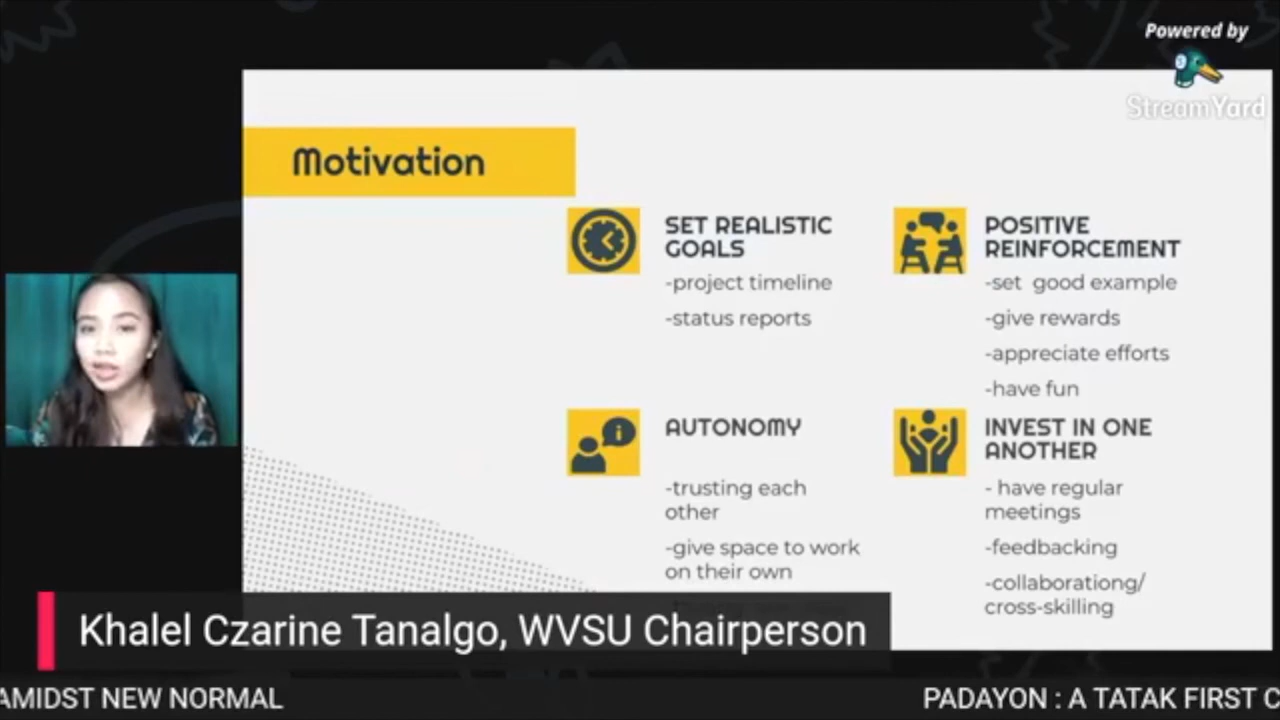 Powered by
StreamYard
Motivation
SET REALISTIC
GOALS
-project timeline
-status reports
POSITIVE
REINFORCEMENT
-set good example
-give rewards
-appreciate efforts
-have fun
AUTONOMY
-trusting each
other
-give space to work
on their own
INVEST IN ONE
ANOTHER
- have regular
meetings
-feedbacking
-collaborationg/
cross-skilling
Khalel Czarine Tanalgo, WVSU Chairperson
AMIDST NEW NORMAL
PADAYON : A TATAK FIRST C